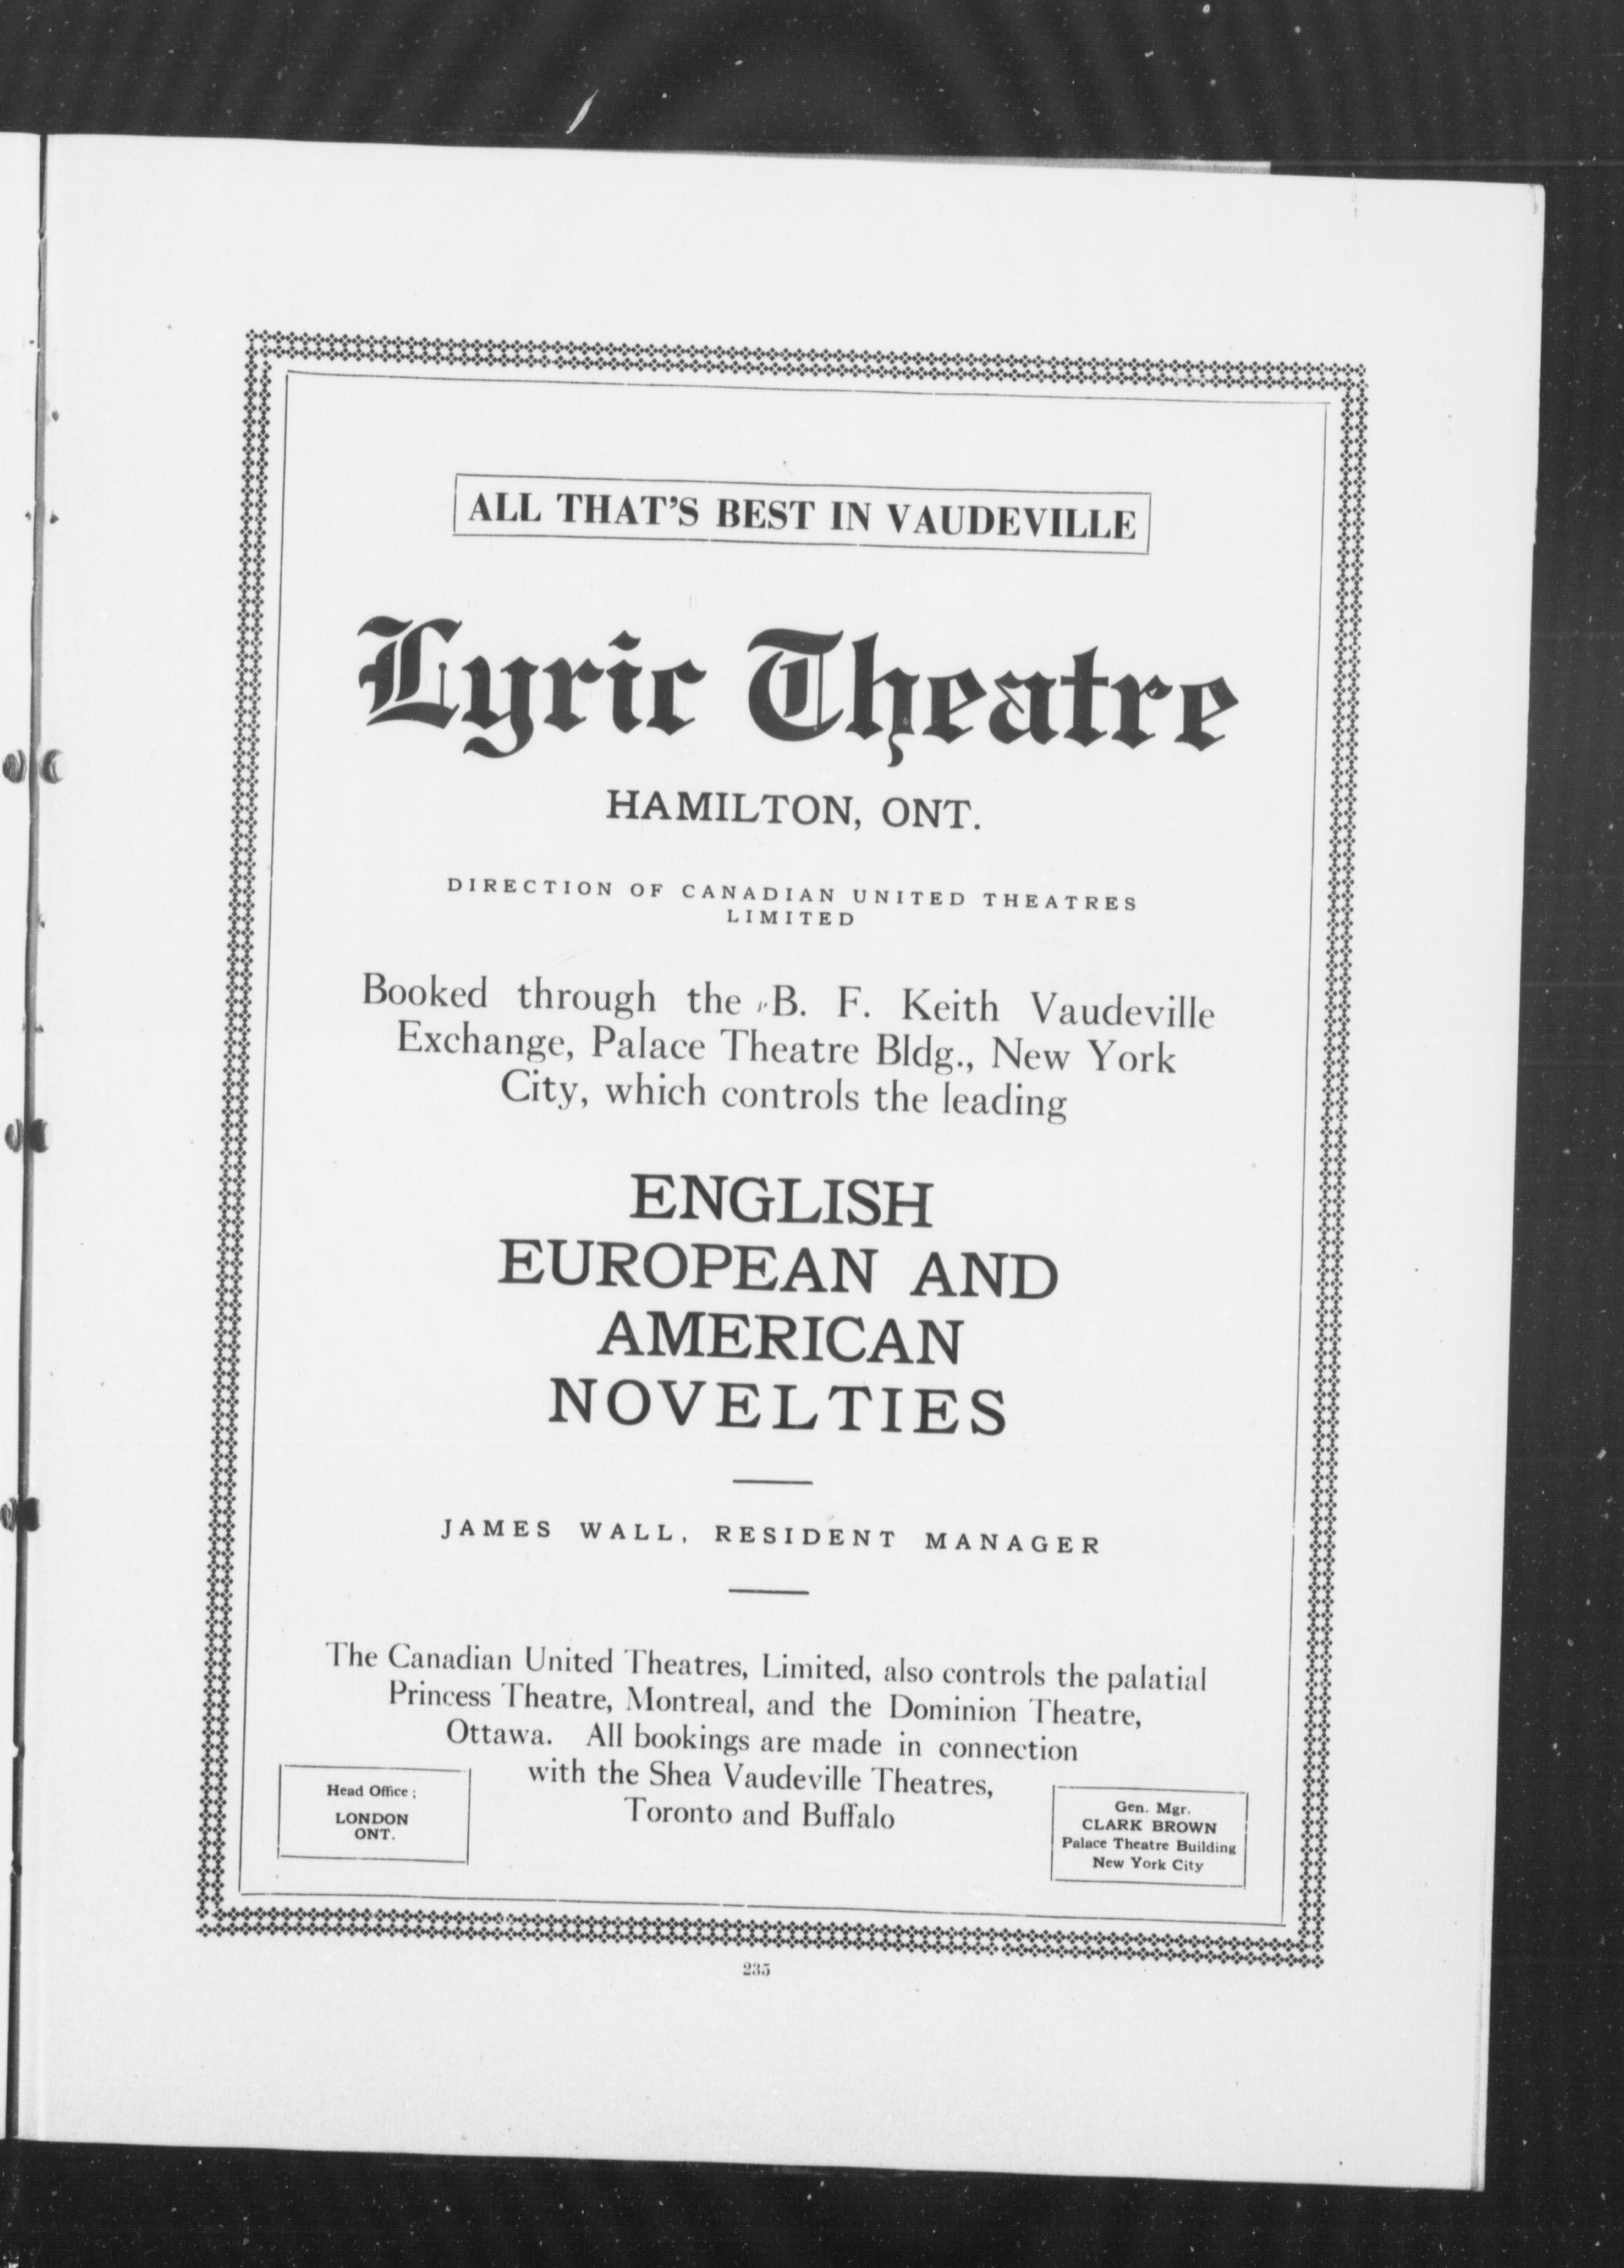 ALL THAT'S BEST IN VAUDEVILLE
Lyric Theatre
HAMILTON, ONT.
DIRECTION OF CANADIAN UNITED THEATRES
LIMITED
Booked through the B. F. Keith Vaudeville
Exchange, Palace Theatre Bldg., New York
City, which controls the leading
ENGLISH
EUROPEAN AND
AMERICAN
NOVELTIES
JAMES WALL, RESIDENT MANAGER
The Canadian United Theatres, Limited, also controls the palatial
Princess Theatre, Montreal, and the Dominion Theatre,
Ottawa. All bookings are made in connection
with the Shea Vaudeville Theatres,
Toronto and Buffalo
Head Office ;
LONDON
ONT.
Gen. Mgr.
CLARK BROWN
Palace Theatre Building
New York City
235